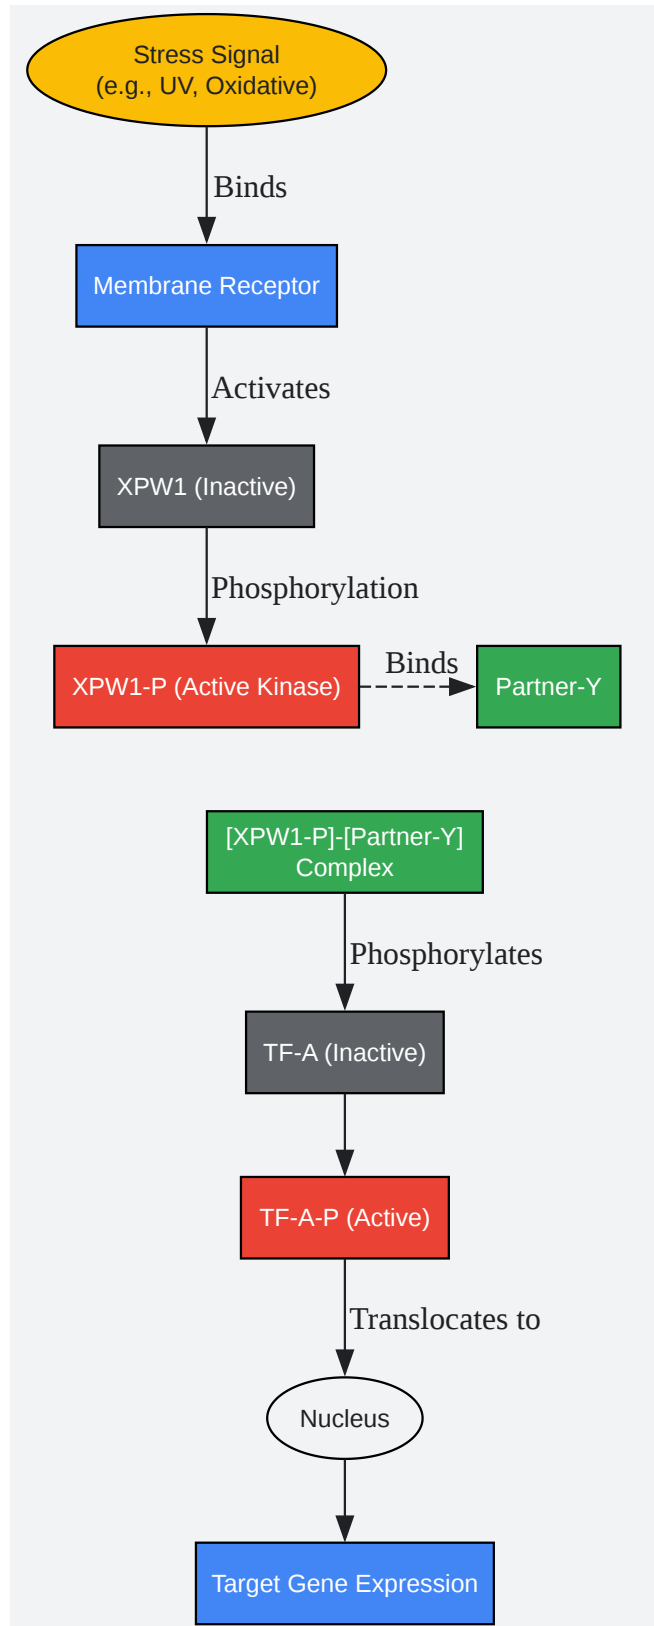 Stress Signal
(e.g., UV, Oxidative)
Binds
Membrane Receptor
Activates
XPW1 (Inactive)
Phosphorylation
XPW1-P (Active Kinase)
Binds
Partner-Y
[XPW1-P]-[Partner-Y]
Complex
Phosphorylates
TF-A (Inactive)
TF-A-P (Active)
Translocates to
Nucleus
Target Gene Expression